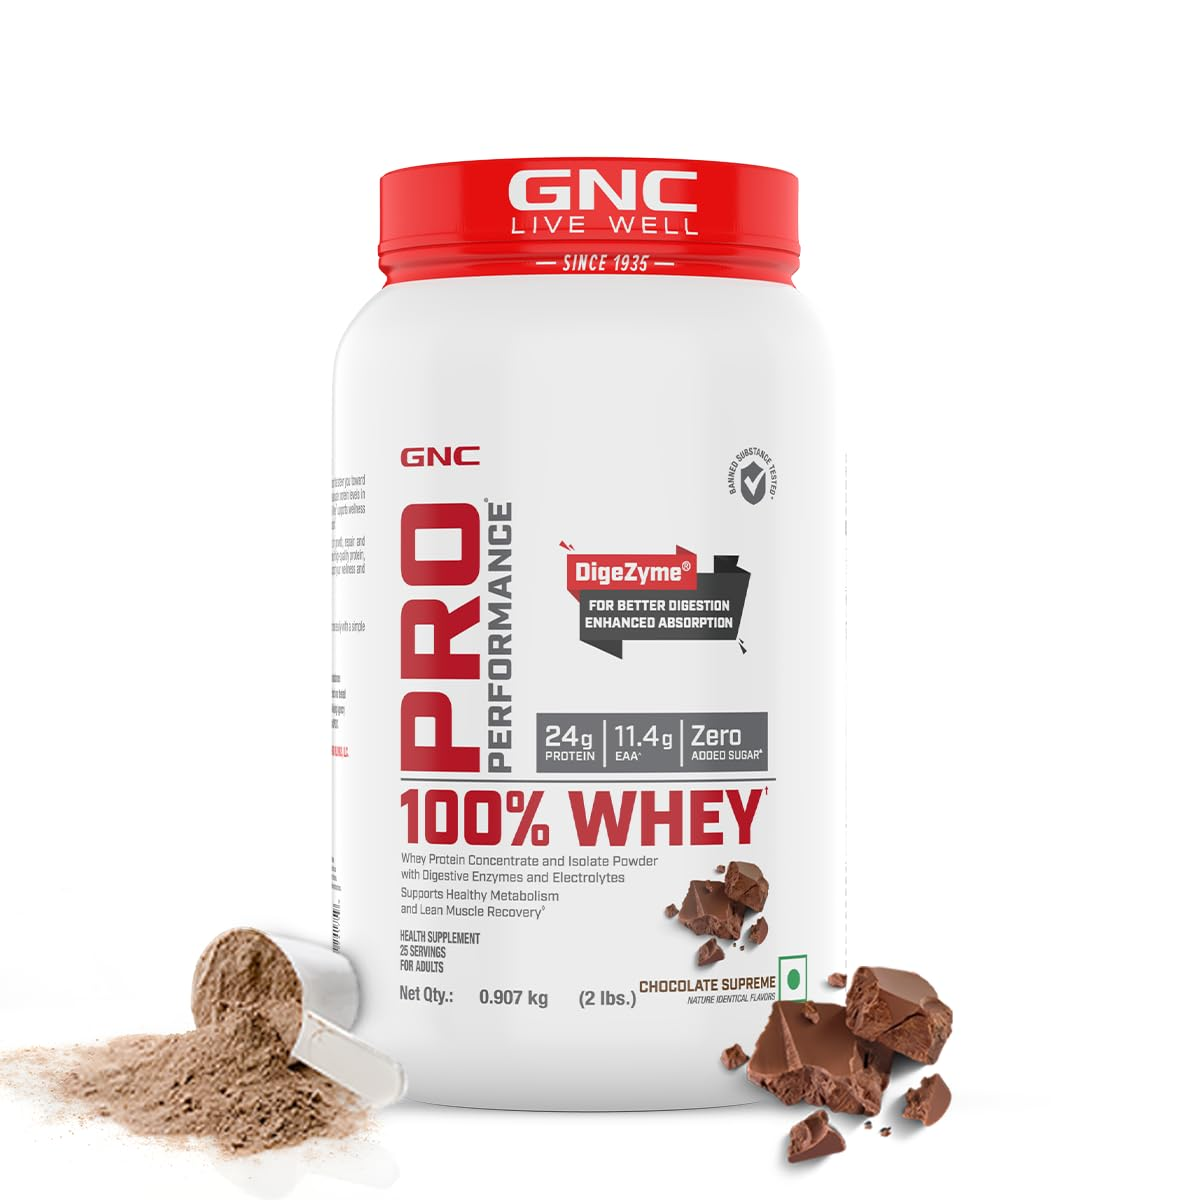 GNC
LIVE WELL
SINCE 1935
GNC
BANNED SUBSTANCE TESTED
PRO
PERFORMANCE
DigeZyme®
FOR BETTER DIGESTION
ENHANCED ABSORPTION
24g PROTEIN
11.4g EAA^
Zero ADDED SUGAR
100% WHEY†
Whey Protein Concentrate and Isolate Powder
with Digestive Enzymes and Electrolytes
Supports Healthy Metabolism
and Lean Muscle Recovery◊
HEALTH SUPPLEMENT
25 SERVINGS
FOR ADULTS
Net Qty.: 0.907 kg (2 lbs.)
CHOCOLATE SUPREME
NATURE IDENTICAL FLAVORS